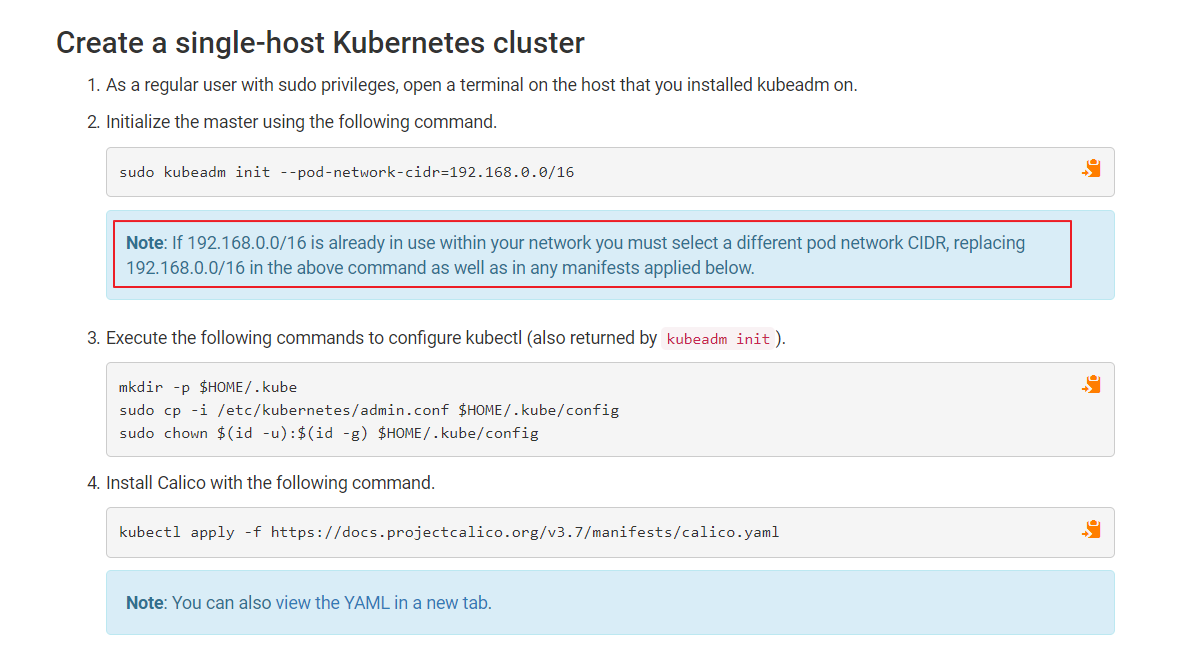 Create a single-host Kubernetes cluster
1. As a regular user with sudo privileges, open a terminal on the host that you installed kubeadm on.
2. Initialize the master using the following command.
sudo kubeadm init --pod-network-cidr=192.168.0.0/16
Note: If 192.168.0.0/16 is already in use within your network you must select a different pod network CIDR, replacing
192.168.0.0/16 in the above command as well as in any manifests applied below.
3. Execute the following commands to configure kubectl (also returned by kubeadm init).
mkdir -p $HOME/.kube
sudo cp -i /etc/kubernetes/admin.conf $HOME/.kube/config
sudo chown $(id -u):$(id -g) $HOME/.kube/config
4. Install Calico with the following command.
kubectl apply -f https://docs.projectcalico.org/v3.7/manifests/calico.yaml
Note: You can also view the YAML in a new tab.